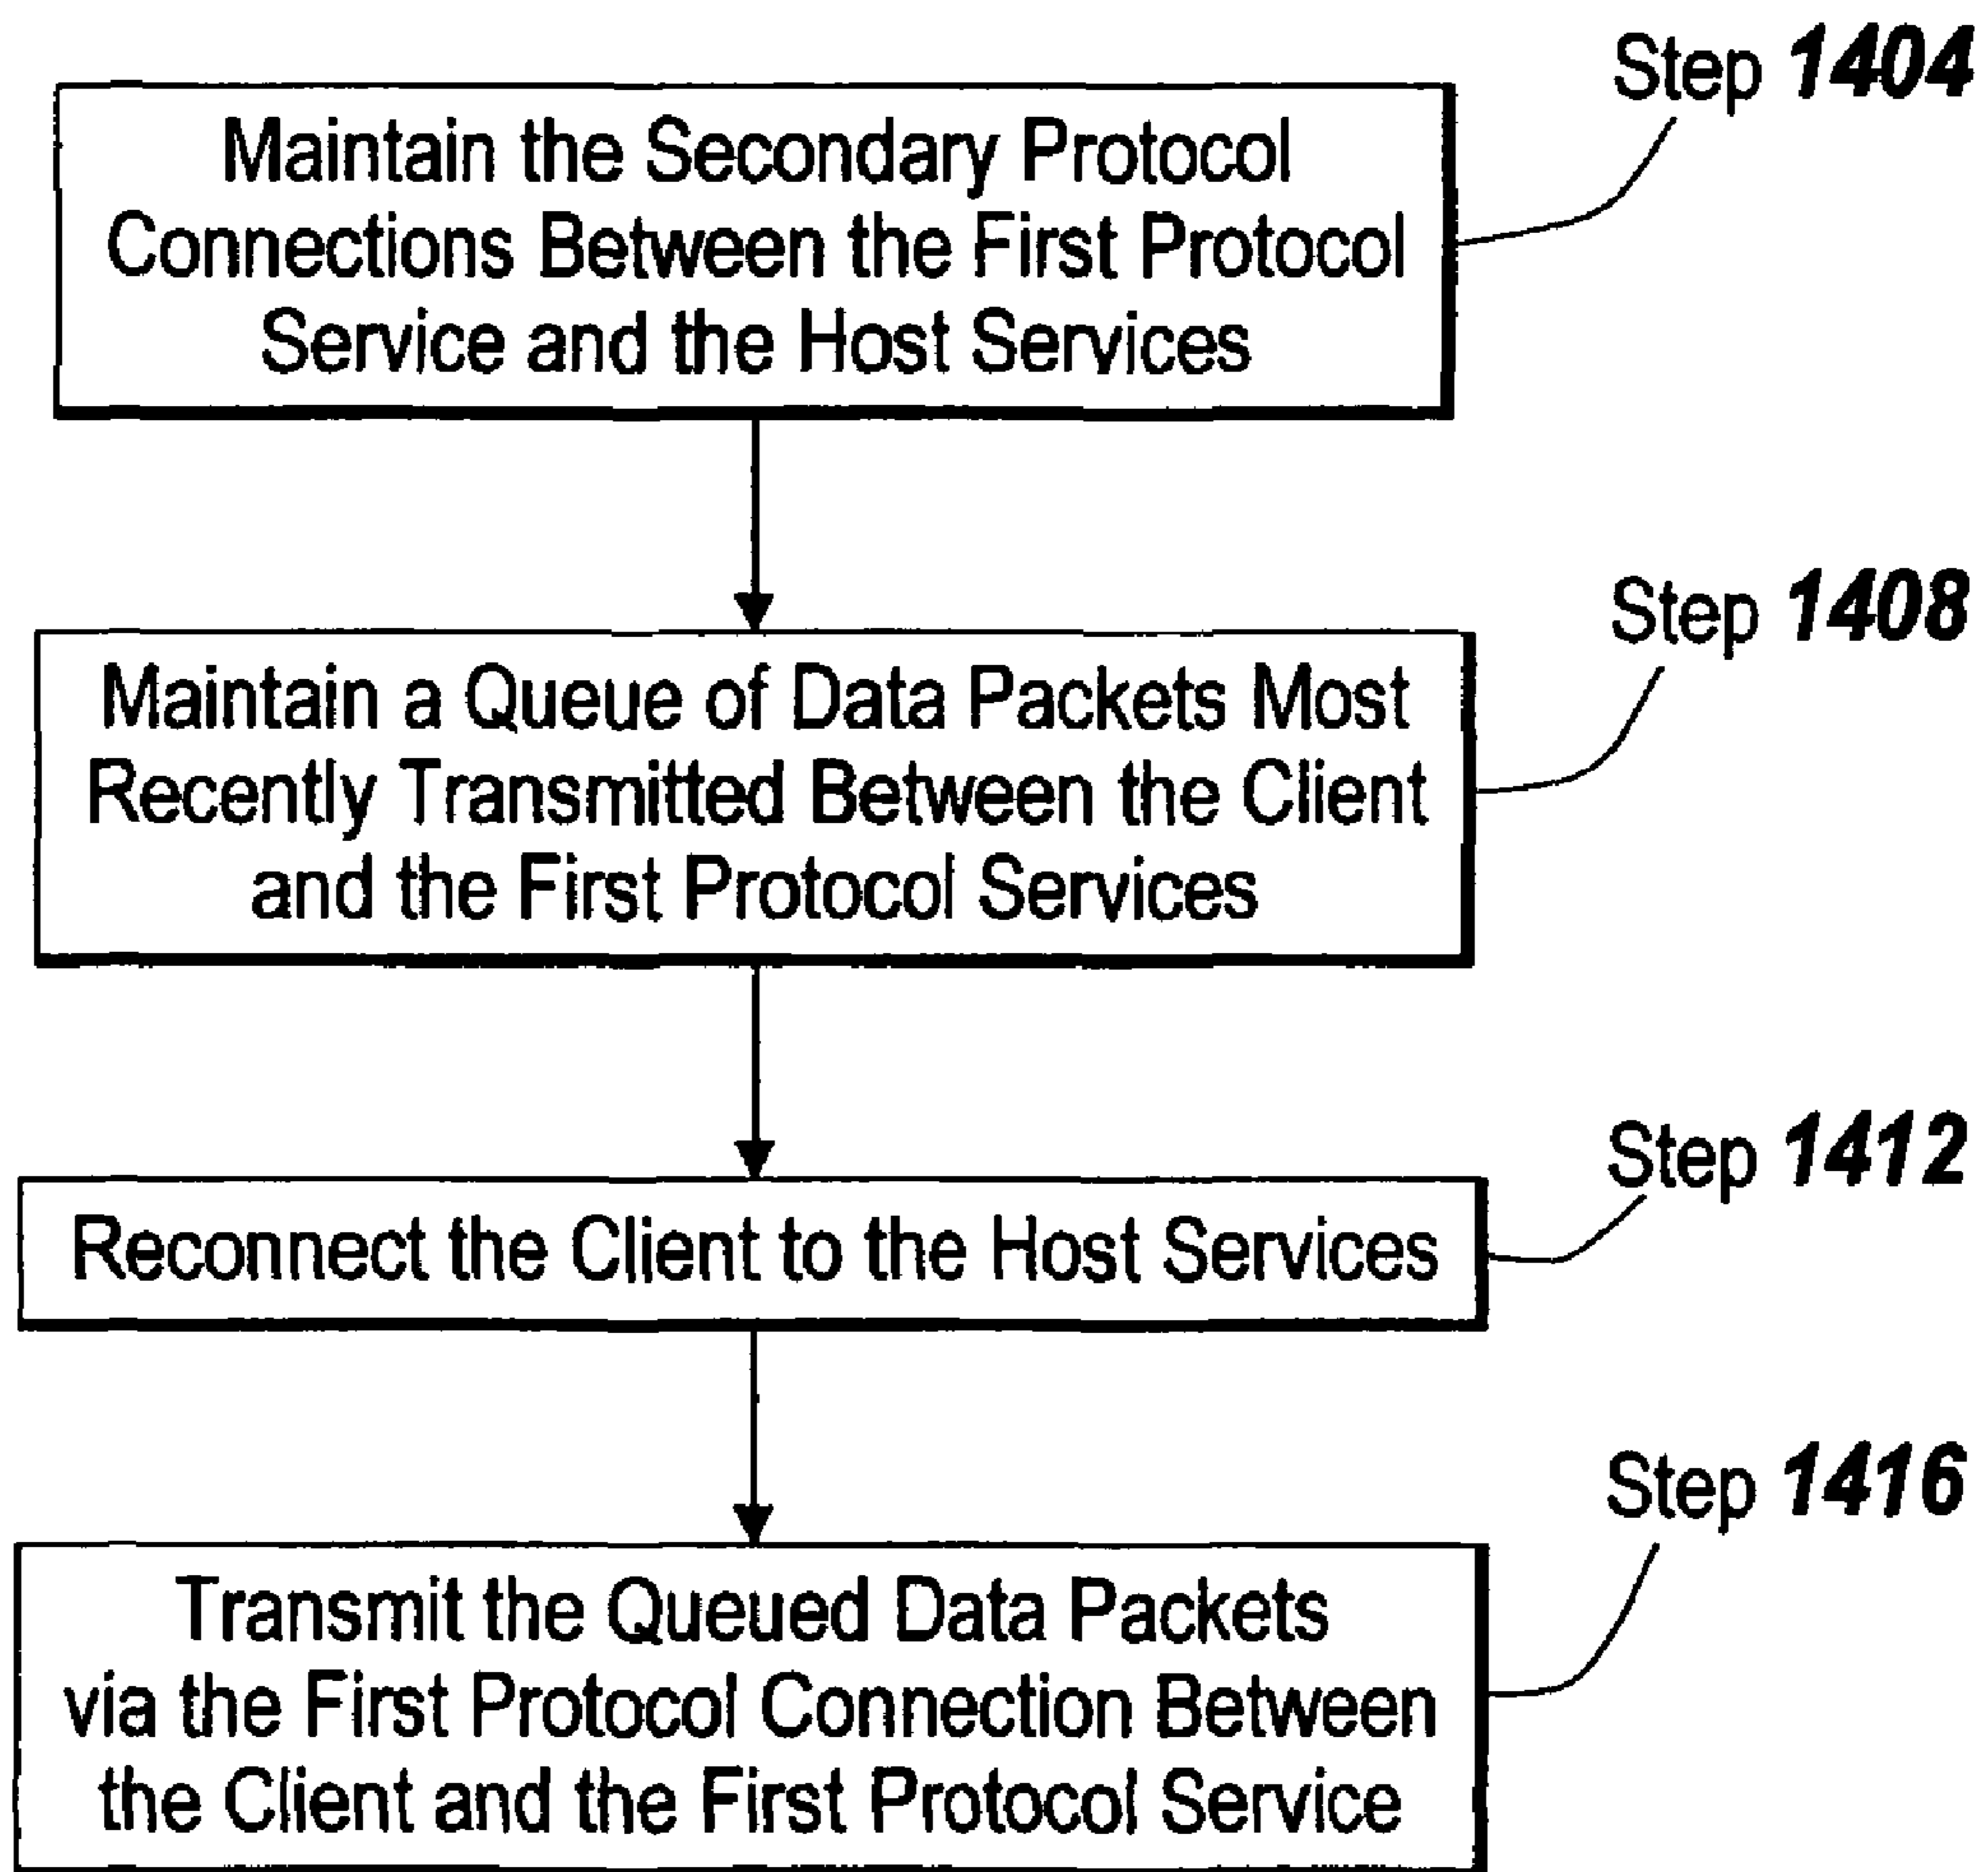 Step 1404
Maintain the Secondary Protocol
Connections Between the First Protocol
Service and the Host Services
Step 1408
Maintain a Queue of Data Packets Most
Recently Transmitted Between the Client
and the First Protocol Services
Step 1412
Reconnect the Client to the Host Services
Step 1416
Transmit the Queued Data Packets
via the First Protocol Connection Between
the Client and the First Protocol Service